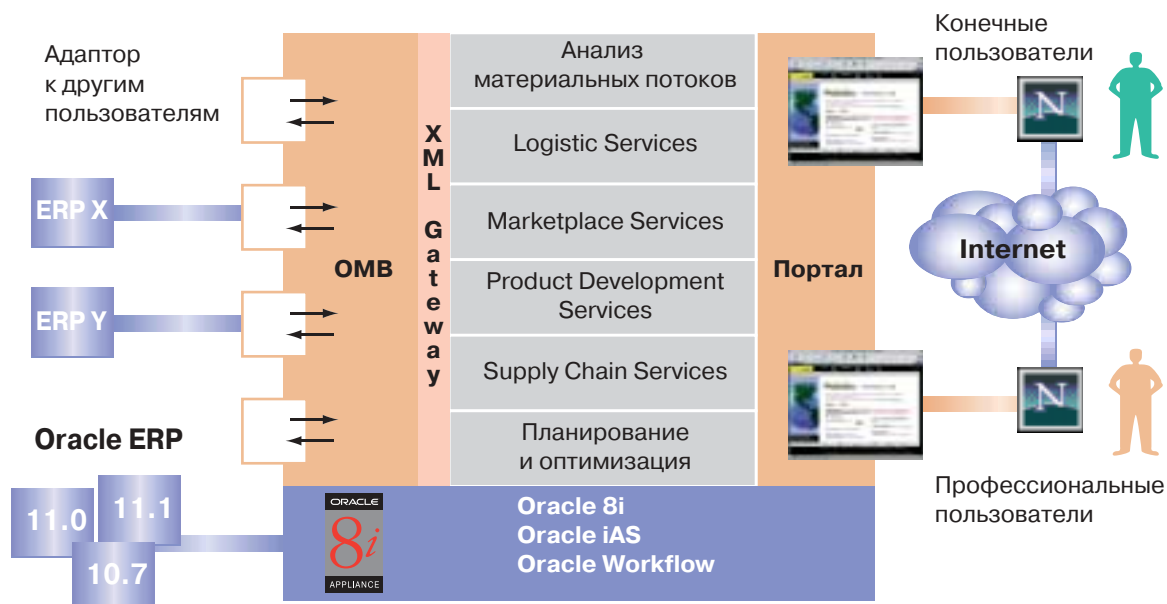 Адаптор
к другим
пользователям
ERP X
ERP Y
Oracle ERP
11.0
11.1
10.7
OMB
XML Gateway
Анализ
материальных потоков
Logistic Services
Marketplace Services
Product Development
Services
Supply Chain Services
Планирование
и оптимизация
Портал
ORACLE
8i
APPLIANCE
Oracle 8i
Oracle iAS
Oracle Workflow
Конечные
пользователи
N
Internet
N
Профессиональные
пользователи